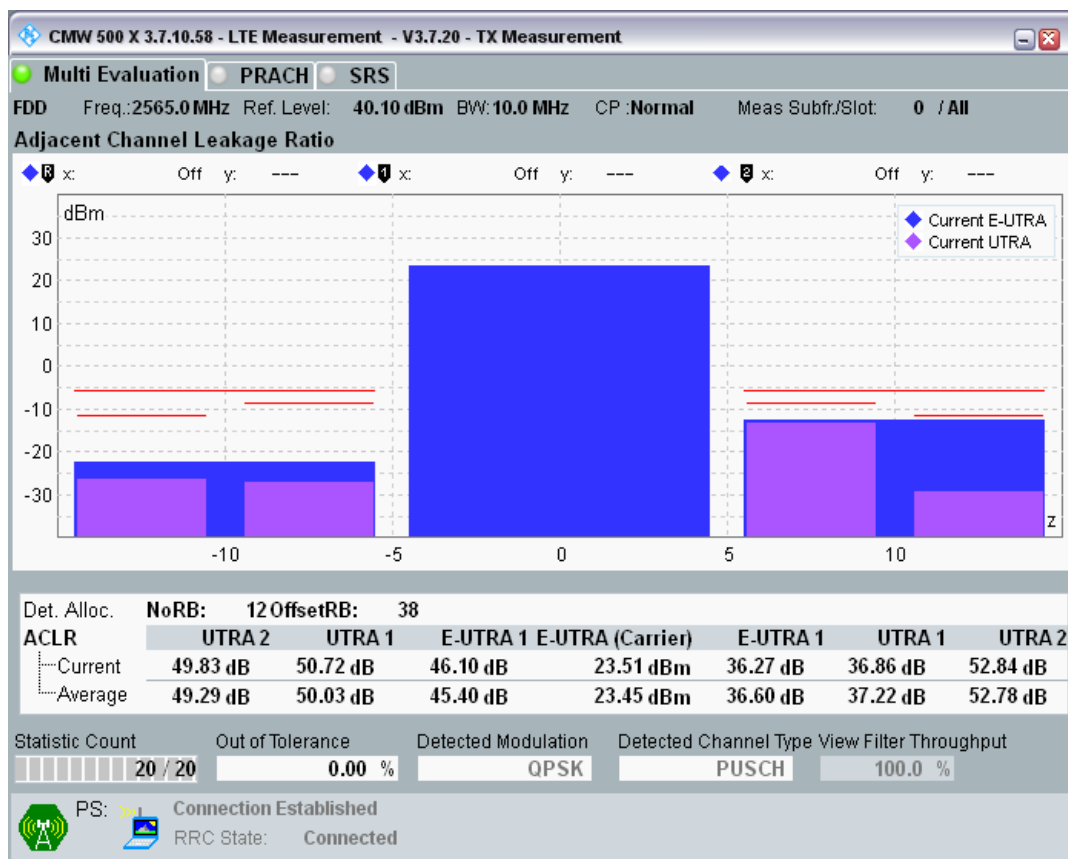 CMW 500 X 3.7.10.58 - LTE Measurement - V3.7.20 - TX Measurement
Multi Evaluation PRACH SRS
FDD Freq.:2565.0 MHz Ref. Level: 40.10 dBm BW: 10.0 MHz CP :Normal Meas Subfr./Slot: 0 / All
Adjacent Channel Leakage Ratio
R x: Off y: --- 1 x: Off y: --- 2 x: Off y: ---
dBm
Current E-UTRA
Current UTRA
30
20
10
0
-10
-20
-30
z
-10 -5 0 5 10
Det. Alloc. NoRB: 12 OffsetRB: 38
ACLR UTRA 2 UTRA 1 E-UTRA 1 E-UTRA (Carrier) E-UTRA 1 UTRA 1 UTRA 2
Current 49.83 dB 50.72 dB 46.10 dB 23.51 dBm 36.27 dB 36.86 dB 52.84 dB
Average 49.29 dB 50.03 dB 45.40 dB 23.45 dBm 36.60 dB 37.22 dB 52.78 dB
Statistic Count Out of Tolerance Detected Modulation Detected Channel Type View Filter Throughput
20 / 20 0.00 % QPSK PUSCH 100.0 %
PS: Connection Established
RRC State: Connected